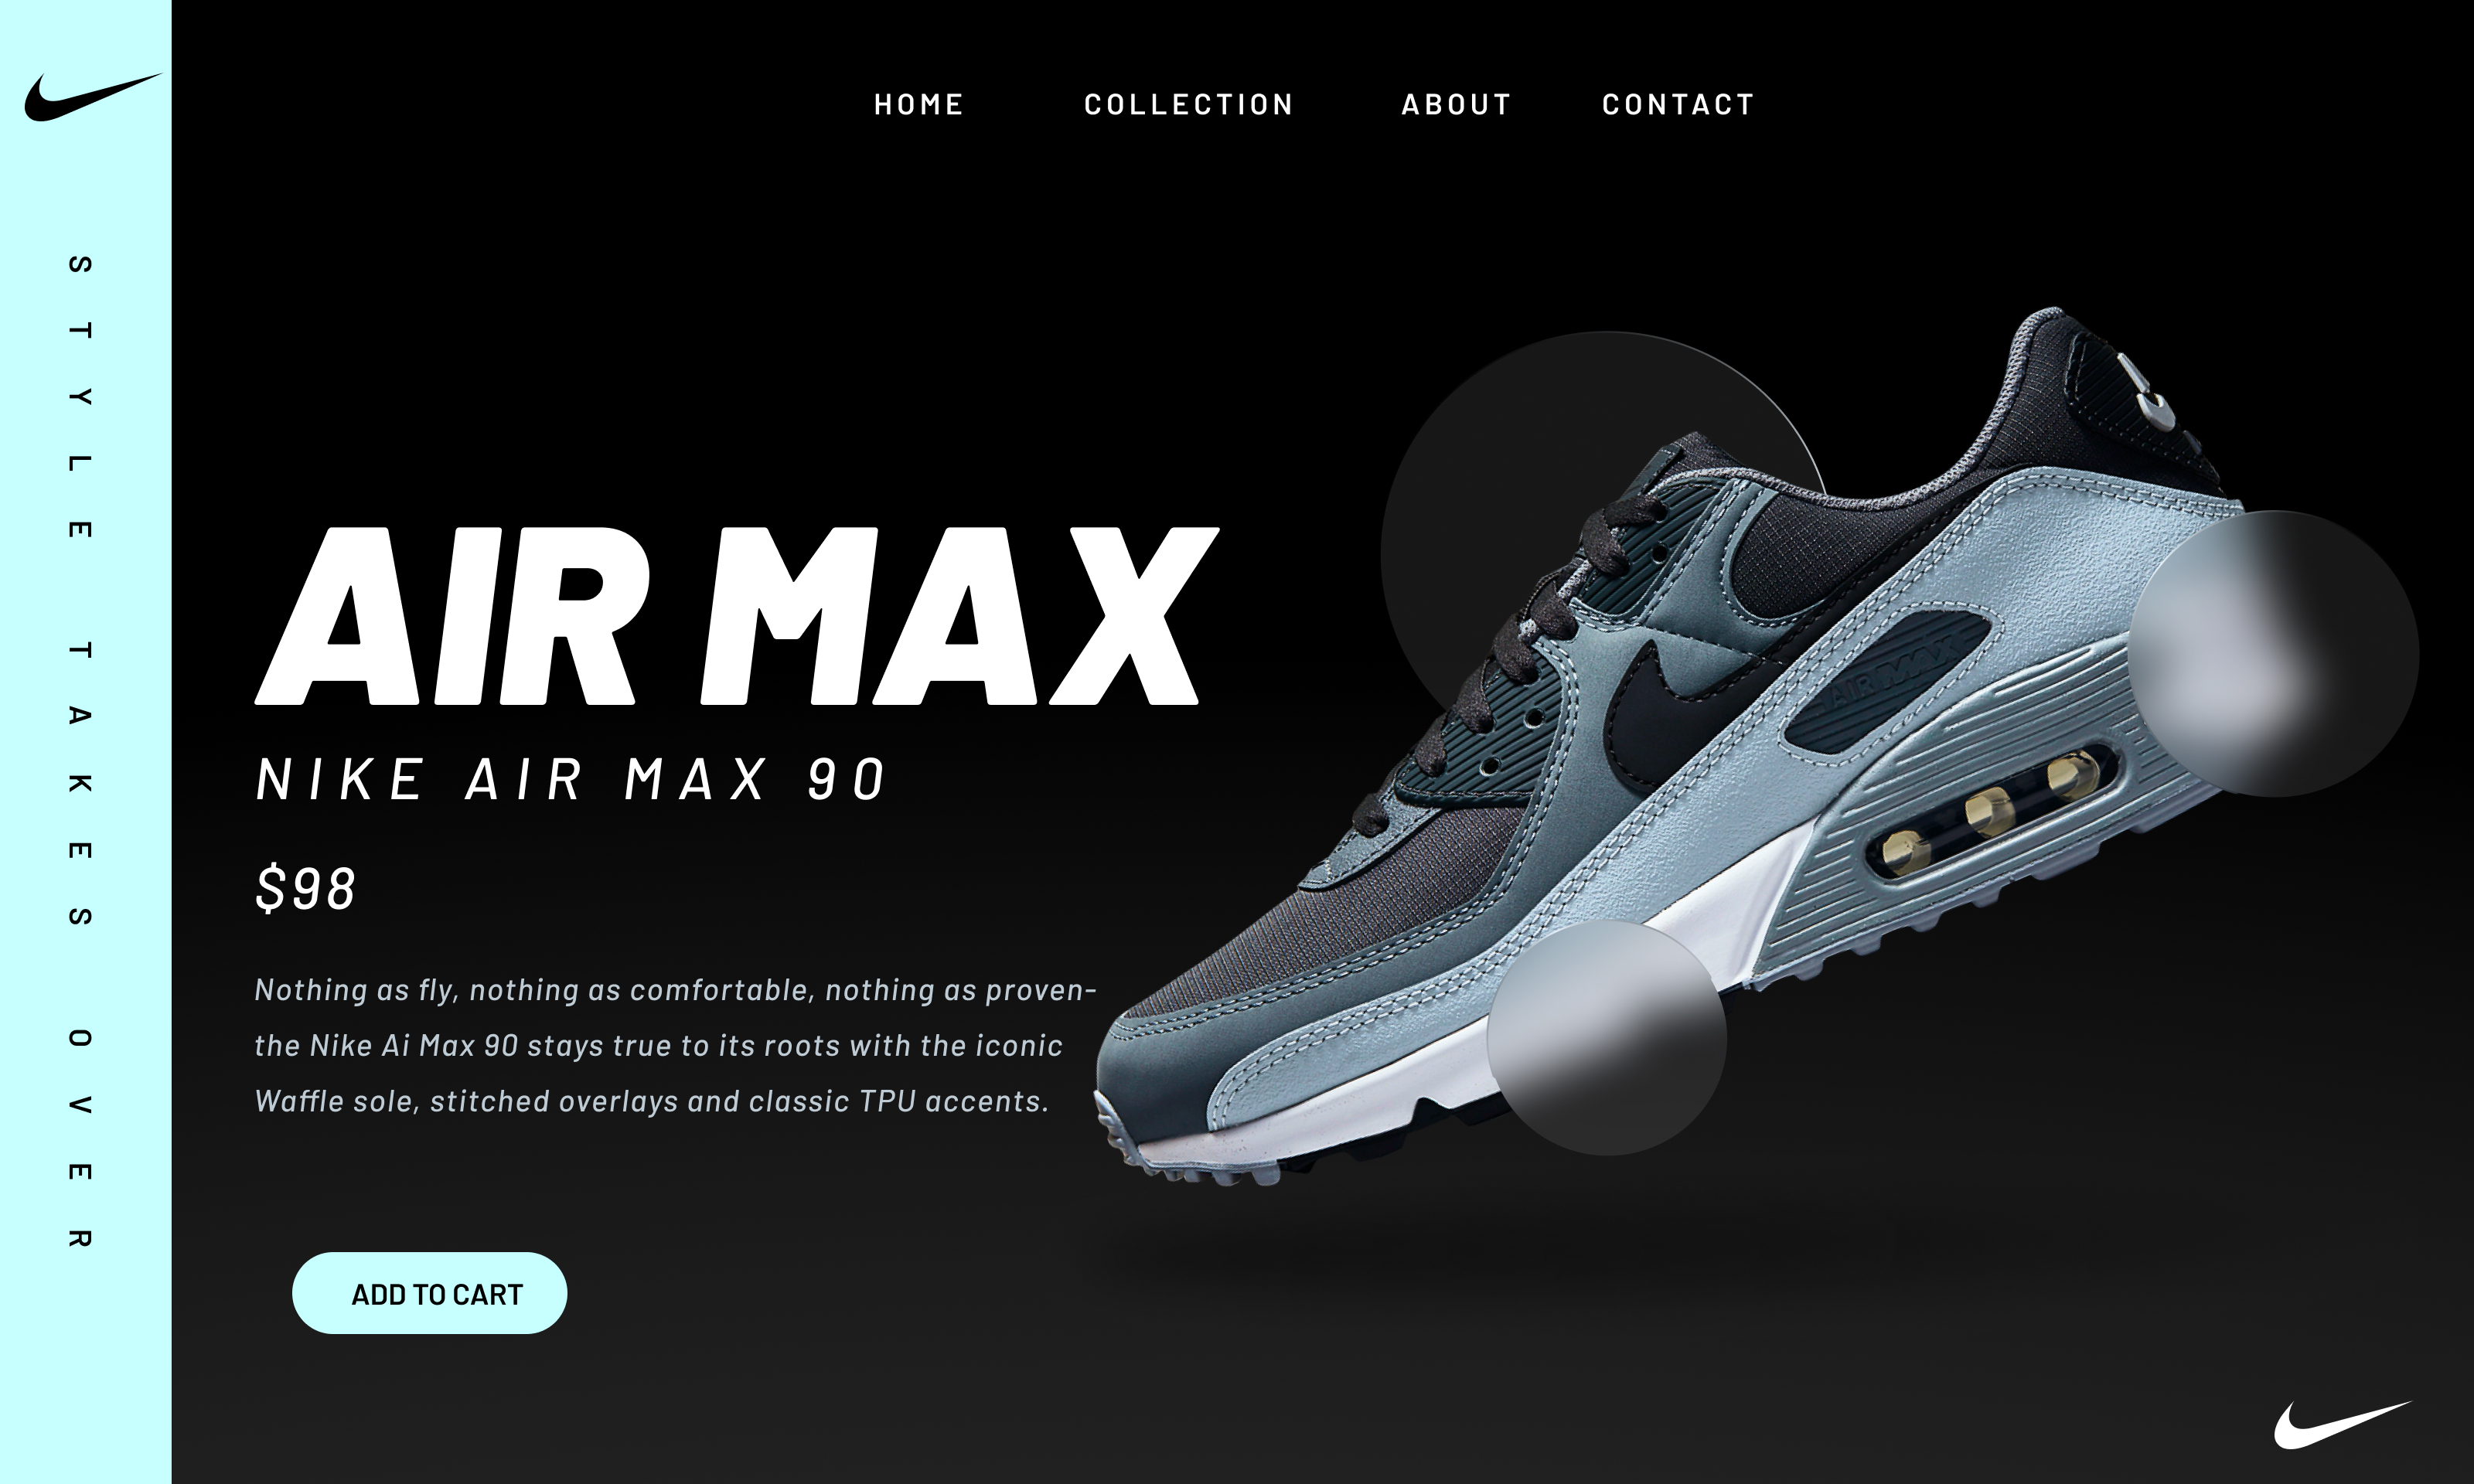 HOME COLLECTION ABOUT CONTACT
STYLE TAKES OVER
AIR MAX
NIKE AIR MAX 90
$98
Nothing as fly, nothing as comfortable, nothing as proven-
the Nike Ai Max 90 stays true to its roots with the iconic
Waffle sole, stitched overlays and classic TPU accents.
ADD TO CART
AIR MAX